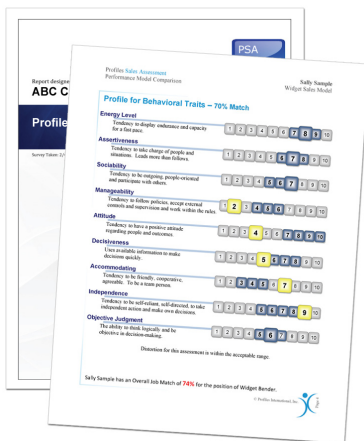 PSA
Report designe
ABC C
Profile
Survey Taken: 2/
Profiles Sales Assessment
Performance Model Comparison
Sally Sample
Widget Sales Model
Profile for Behavioral Traits – 70% Match
Energy Level
Tendency to display endurance and capacity
for a fast pace.
1 2 3 4 5 6 7 8 9 10
Assertiveness
Tendency to take charge of people and
situations. Leads more than follows.
1 2 3 4 5 6 7 8 9 10
Sociability
Tendency to be outgoing, people-oriented
and participate with others.
1 2 3 4 5 6 7 8 9 10
Manageability
Tendency to follow policies, accept external
controls and supervision and work within the rules.
1 2 3 4 5 6 7 8 9 10
Attitude
Tendency to have a positive attitude
regarding people and outcomes.
1 2 3 4 5 6 7 8 9 10
Decisiveness
Uses available information to make
decisions quickly.
1 2 3 4 5 6 7 8 9 10
Accommodating
Tendency to be friendly, cooperative,
agreeable. To be a team person.
1 2 3 4 5 6 7 8 9 10
Independence
Tendency to be self-reliant, self-directed, to take
independent action and make own decisions.
1 2 3 4 5 6 7 8 9 10
Objective Judgment
The ability to think logically and be
objective in decision-making.
1 2 3 4 5 6 7 8 9 10
Distortion for this assessment is within the acceptable range.
Sally Sample has an Overall Job Match of 74% for the position of Widget Bender.
© Profiles International, Inc.